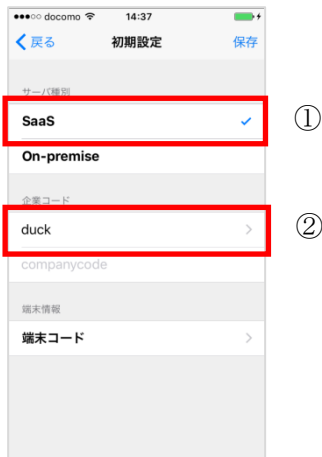 docomo 14:37
戻る 初期設定 保存
サーバ種別
SaaS ①
On-premise
企業コード
duck ②
companycode
端末情報
端末コード